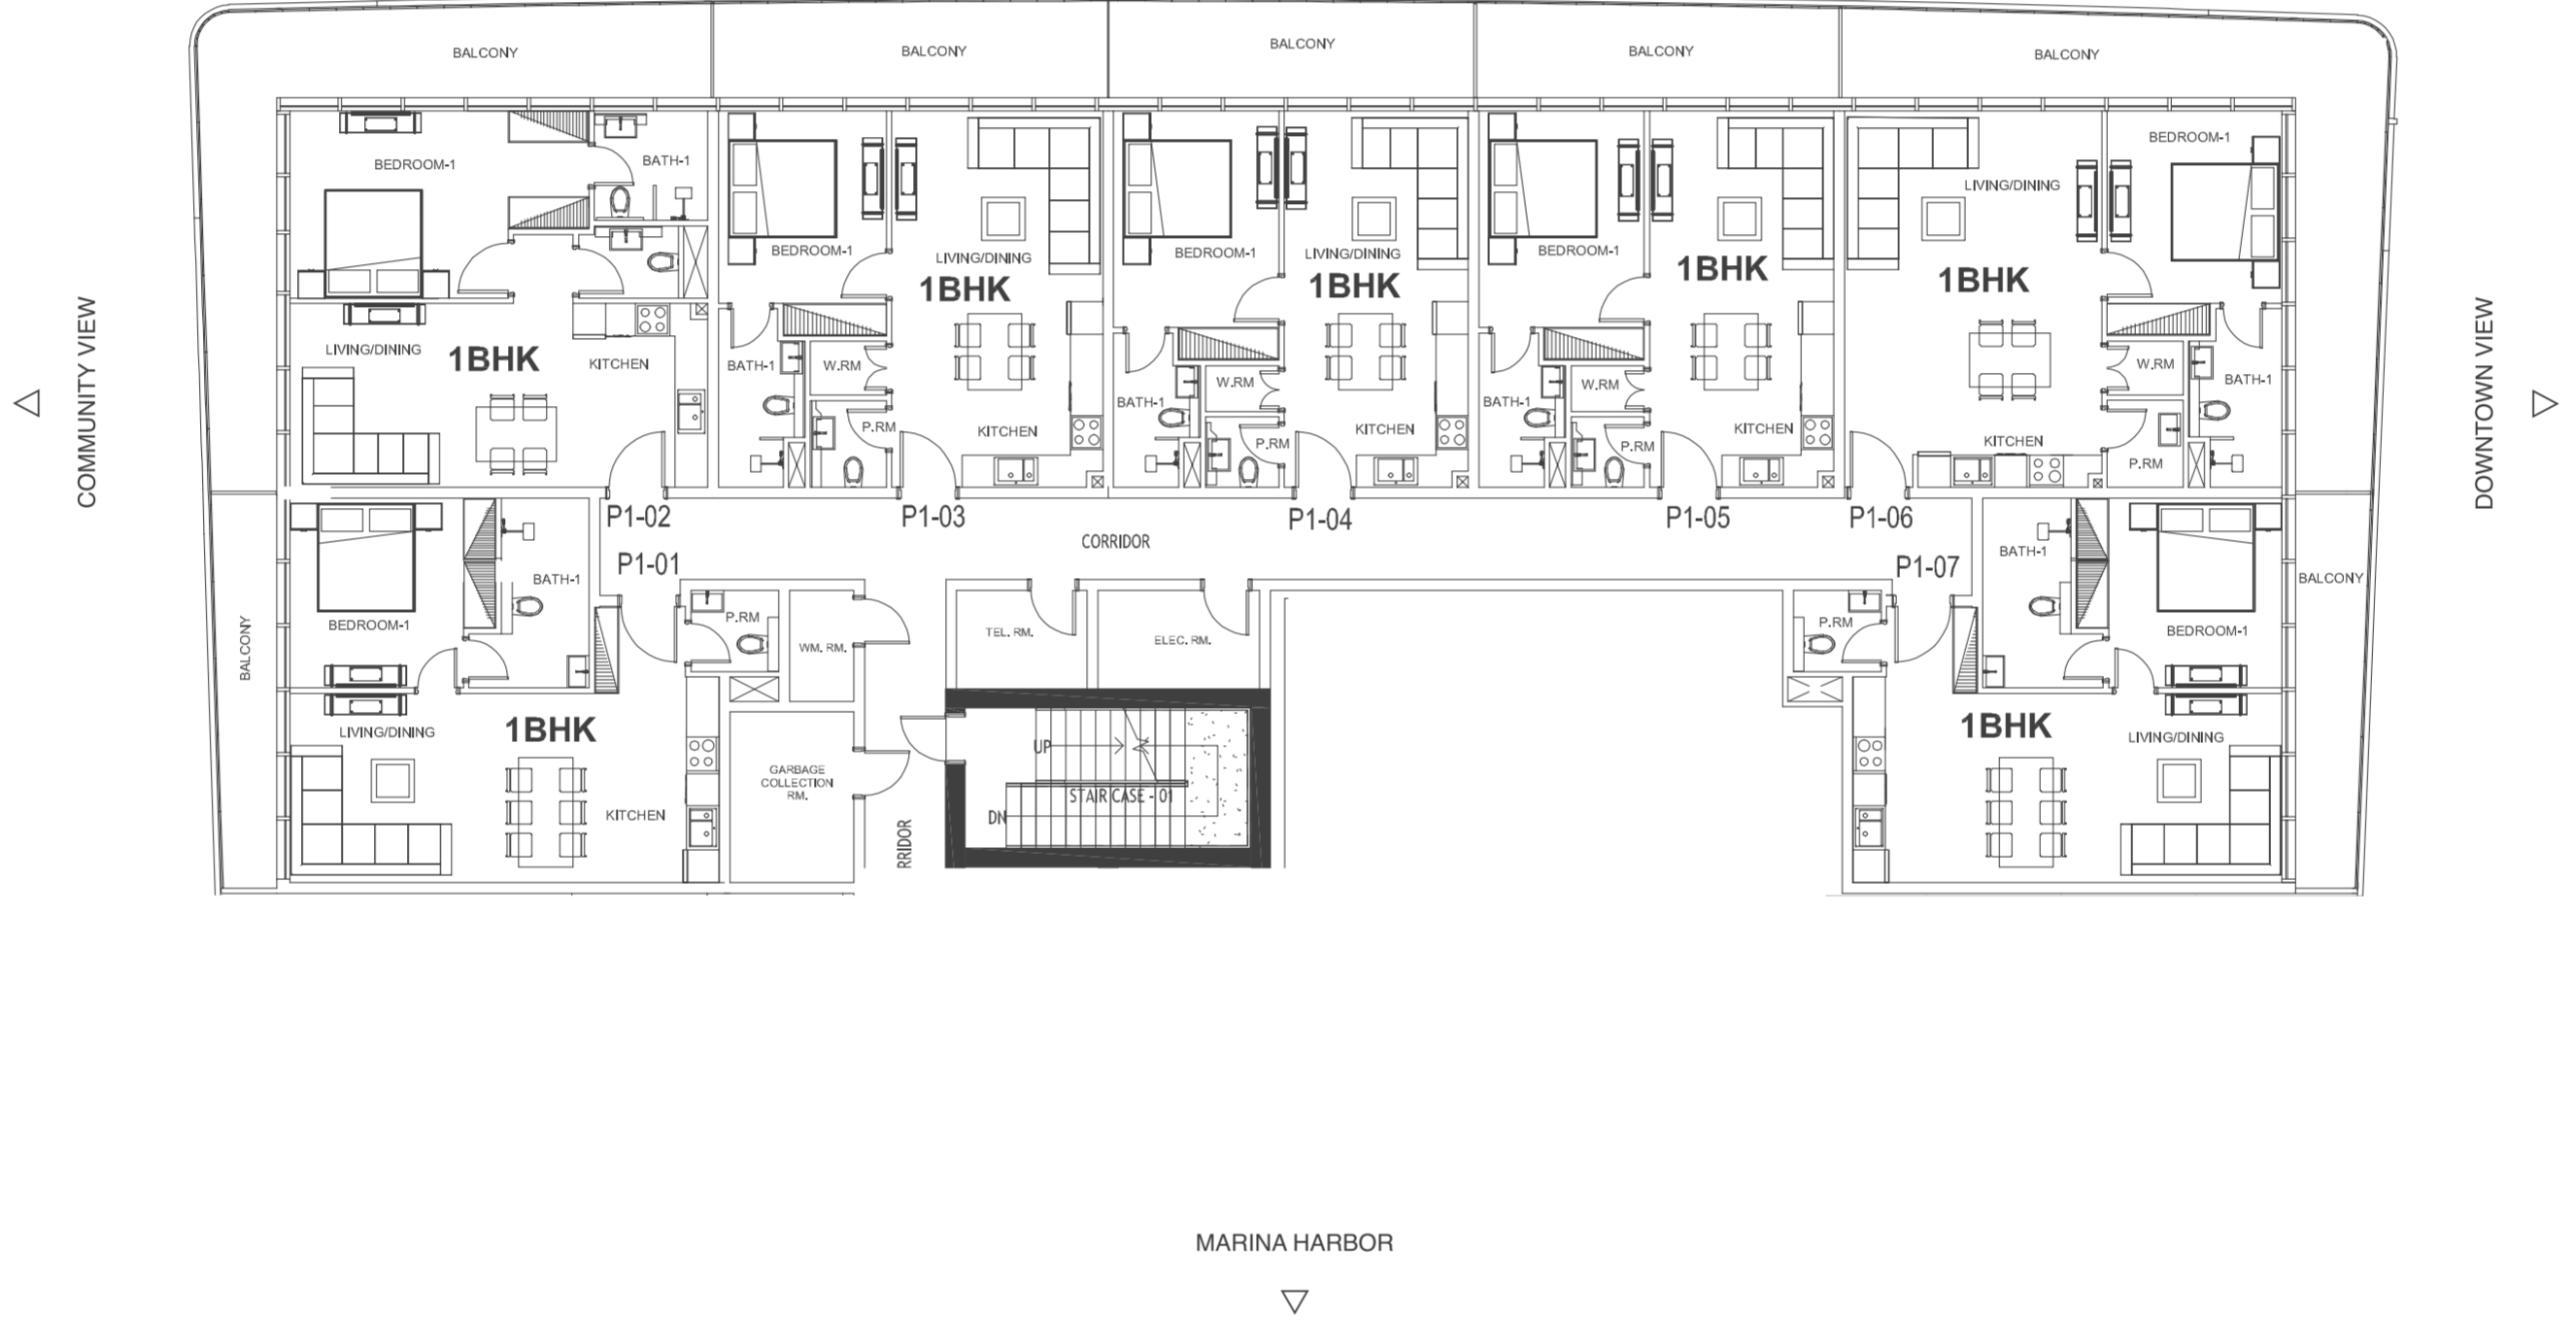 BALCONY
BALCONY
BALCONY
BALCONY
BALCONY
BEDROOM-1
BATH-1
BEDROOM-1
LIVING/DINING
1BHK
BEDROOM-1
LIVING/DINING
1BHK
BEDROOM-1
1BHK
LIVING/DINING
1BHK
BEDROOM-1
COMMUNITY VIEW
LIVING/DINING
1BHK
KITCHEN
BATH-1
W.RM
P.RM
KITCHEN
BATH-1
W.RM
P.RM
KITCHEN
BATH-1
W.RM
P.RM
KITCHEN
KITCHEN
W.RM
P.RM
BATH-1
DOWNTOWN VIEW
P1-02
P1-03
P1-04
P1-05
P1-06
CORRIDOR
P1-01
P1-07
BATH-1
BEDROOM-1
BALCONY
P.RM
WM. RM.
TEL. RM.
ELEC. RM.
P.RM
BATH-1
BEDROOM-1
BALCONY
LIVING/DINING
1BHK
KITCHEN
GARBAGE
COLLECTION
RM.
RRIDOR
UP
STAIR CASE - 01
DN
1BHK
LIVING/DINING
MARINA HARBOR